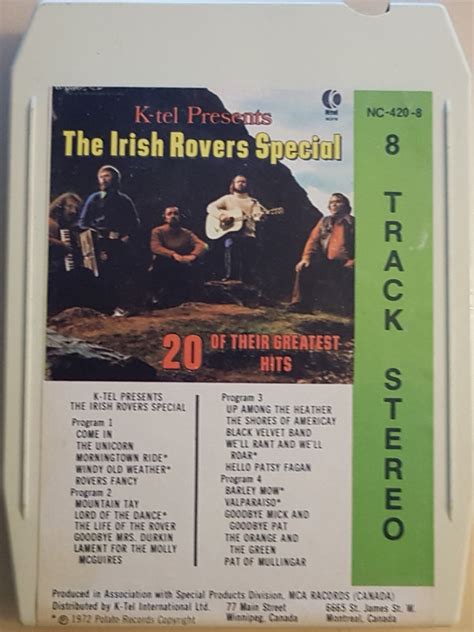 K-tel Presents
The Irish Rovers Special
K
K-tel
NC-420-8
8 TRACK STEREO
20 OF THEIR GREATEST
HITS
K-TEL PRESENTS
THE IRISH ROVERS SPECIAL
Program 1
COME IN
THE UNICORN
MORNINGTOWN RIDE*
WINDY OLD WEATHER*
ROVERS FANCY
Program 2
MOUNTAIN TAY
LORD OF THE DANCE*
THE LIFE OF THE ROVER
GOODBYE MRS. DURKIN
LAMENT FOR THE MOLLY
MCGUIRES
Program 3
UP AMONG THE HEATHER
THE SHORES OF AMERICAY
BLACK VELVET BAND
WE'LL RANT AND WE'LL
ROAR*
HELLO PATSY FAGAN
Program 4
BARLEY MOW*
VALPARAISO*
GOODBYE MICK AND
GOODBYE PAT
THE ORANGE AND
THE GREEN
PAT OF MULLINGAR
Produced in Association with Special Products Division, MCA RECORDS (CANADA)
Distributed by K-Tel International Ltd. 77 Main Street 6665 St. James St. W.
* © 1972 Potato Records Copyright Winnipeg, Canada Montreal, Canada